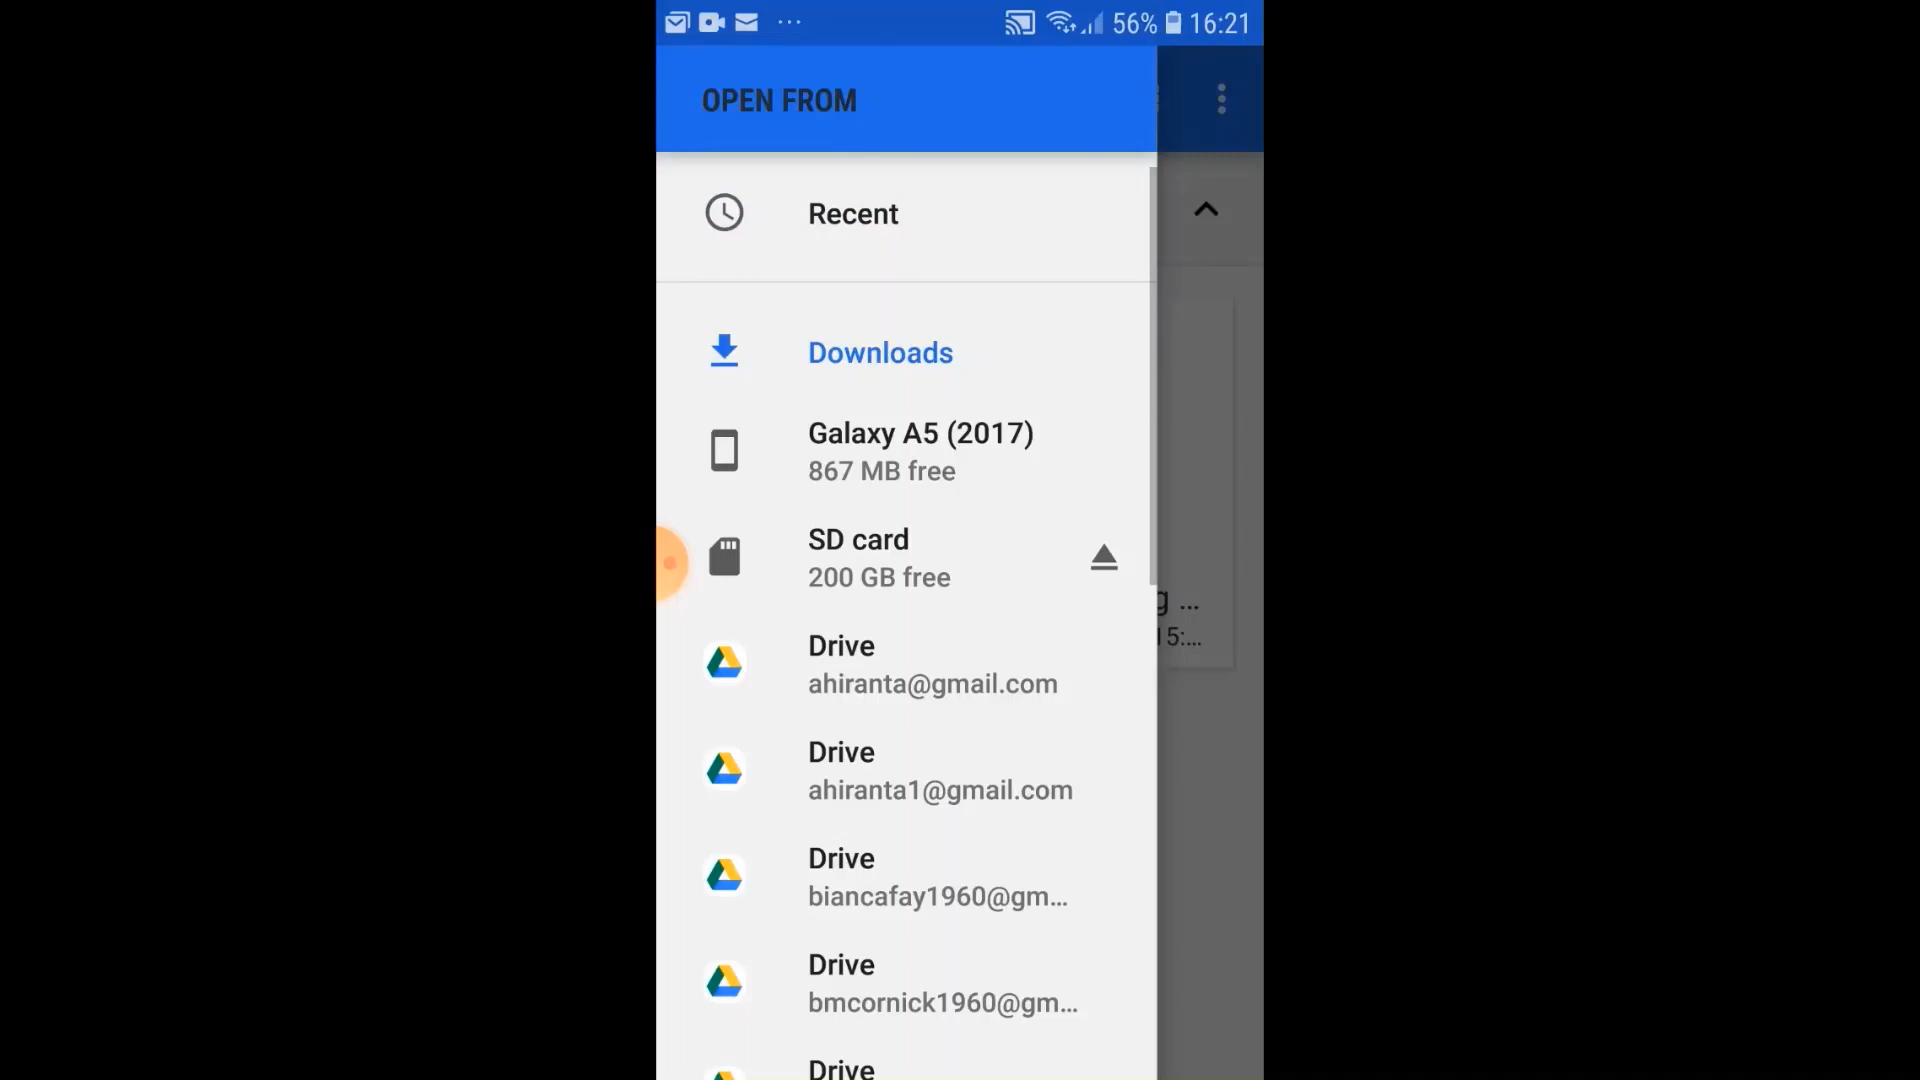 56% 16:21
OPEN FROM
Recent
Downloads
Galaxy A5 (2017)
867 MB free
SD card
200 GB free
g ...
15:...
Drive
ahiranta@gmail.com
Drive
ahiranta1@gmail.com
Drive
biancafay1960@gm...
Drive
bmcornick1960@gm...
Drive